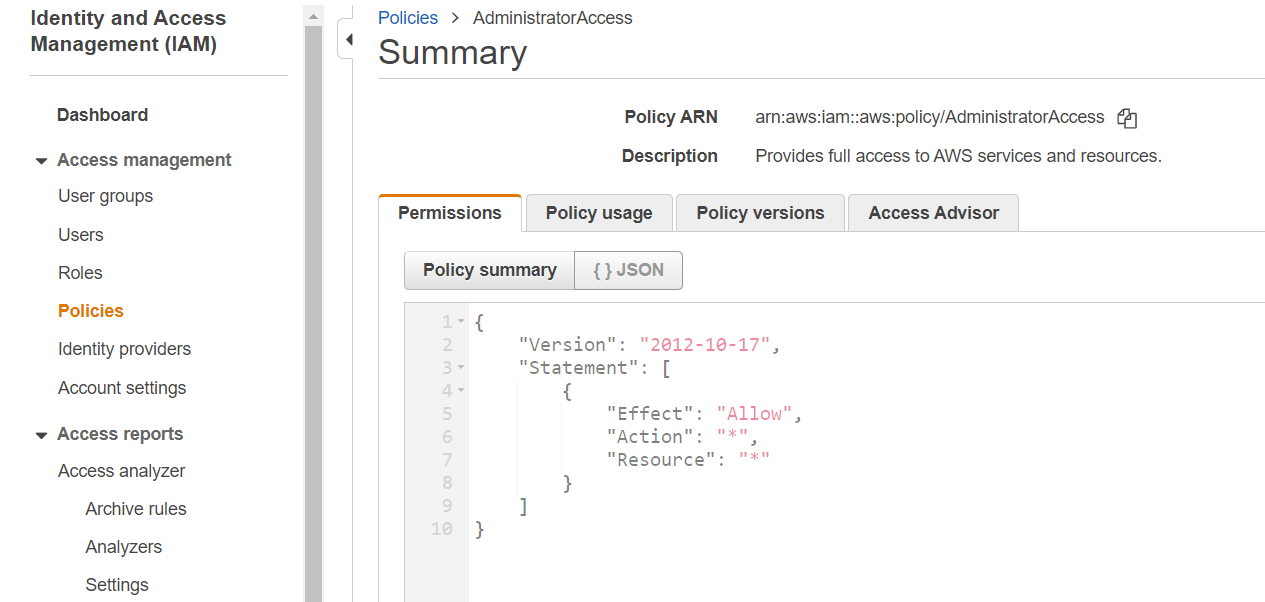 Identity and Access
Management (IAM)
Dashboard
Access management
User groups
Users
Roles
Policies
Identity providers
Account settings
Access reports
Access analyzer
Archive rules
Analyzers
Settings
Policies > AdministratorAccess
Summary
Policy ARN arn:aws:iam::aws:policy/AdministratorAccess
Description Provides full access to AWS services and resources.
Permissions Policy usage Policy versions Access Advisor
Policy summary { } JSON
1 {
2 "Version": "2012-10-17",
3 "Statement": [
4 {
5 "Effect": "Allow",
6 "Action": "*",
7 "Resource": "*"
8 }
9 ]
10 }